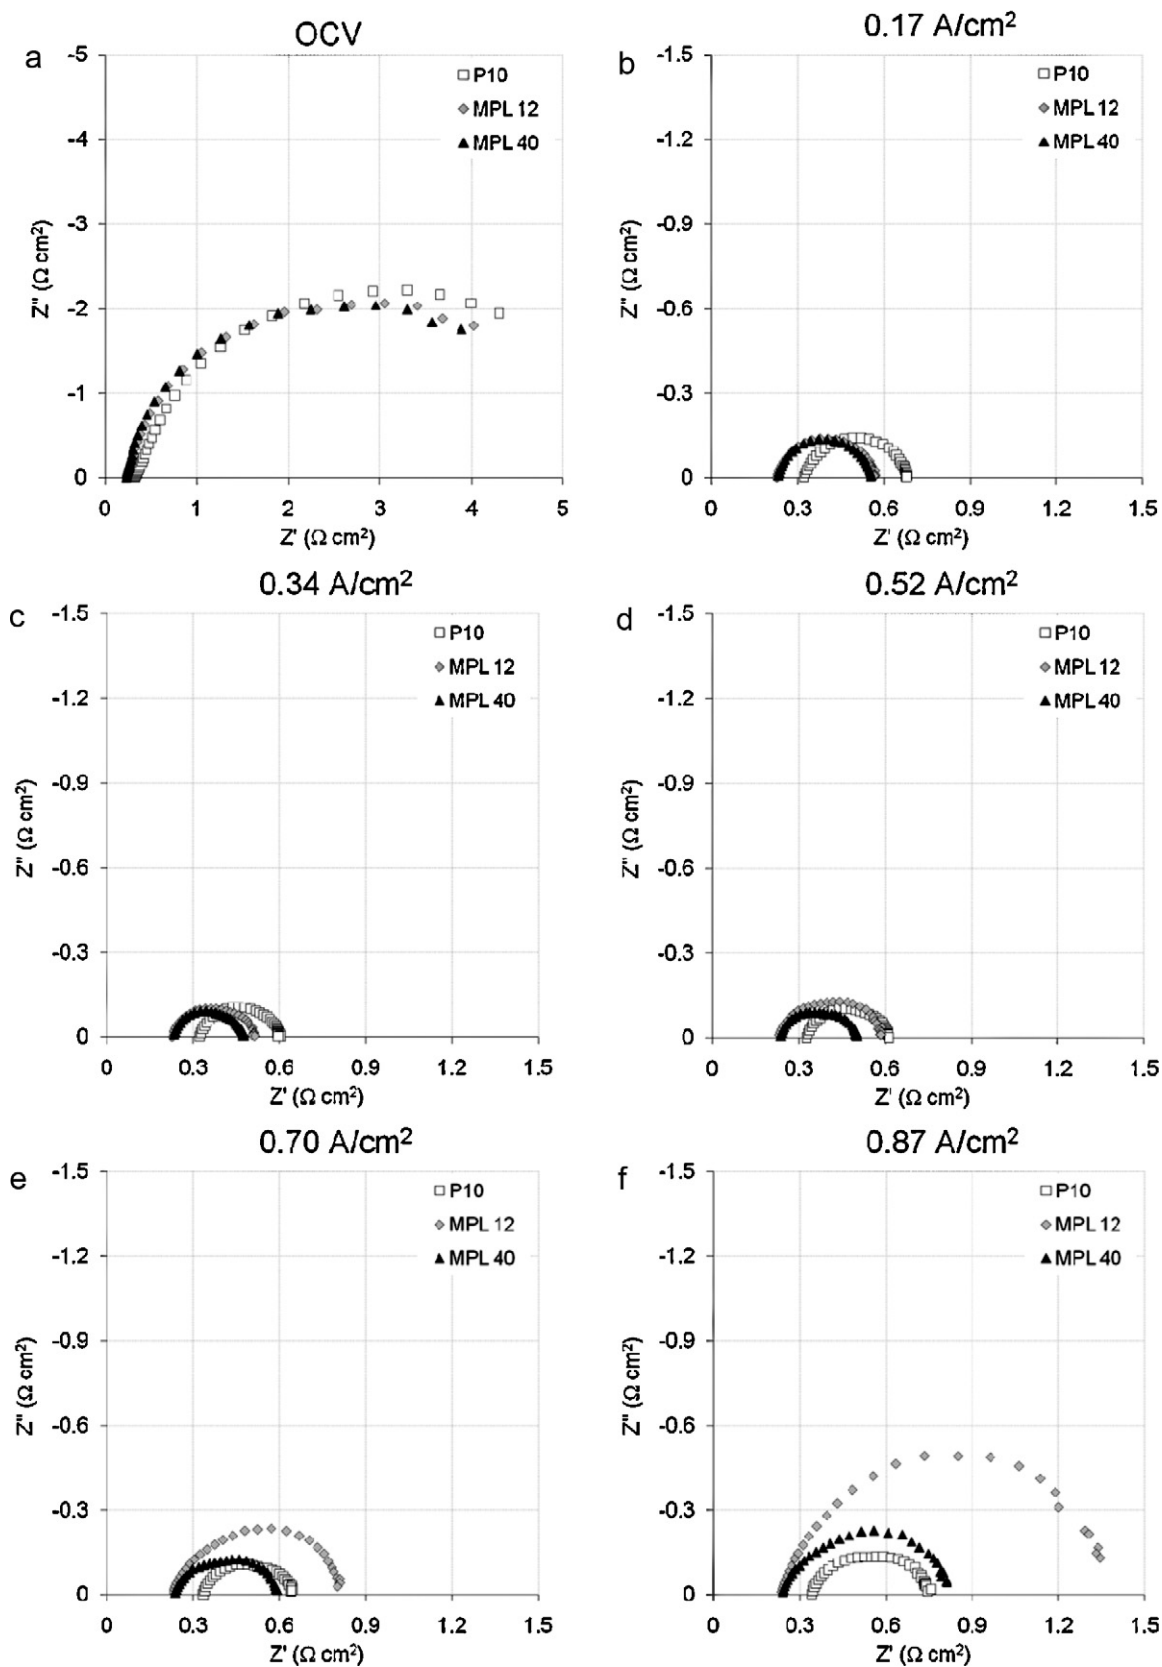 OCV
a
-5
-4
-3
-2
-1
0
0 1 2 3 4 5
Z'' (Ω cm²)
Z' (Ω cm²)
P10
MPL 12
MPL 40
0.17 A/cm²
b
-1.5
-1.2
-0.9
-0.6
-0.3
0
0 0.3 0.6 0.9 1.2 1.5
Z'' (Ω cm²)
Z' (Ω cm²)
P10
MPL 12
MPL 40
0.34 A/cm²
c
-1.5
-1.2
-0.9
-0.6
-0.3
0
0 0.3 0.6 0.9 1.2 1.5
Z'' (Ω cm²)
Z' (Ω cm²)
P10
MPL 12
MPL 40
0.52 A/cm²
d
-1.5
-1.2
-0.9
-0.6
-0.3
0
0 0.3 0.6 0.9 1.2 1.5
Z'' (Ω cm²)
Z' (Ω cm²)
P10
MPL 12
MPL 40
0.70 A/cm²
e
-1.5
-1.2
-0.9
-0.6
-0.3
0
0 0.3 0.6 0.9 1.2 1.5
Z'' (Ω cm²)
Z' (Ω cm²)
P10
MPL 12
MPL 40
0.87 A/cm²
f
-1.5
-1.2
-0.9
-0.6
-0.3
0
0 0.3 0.6 0.9 1.2 1.5
Z'' (Ω cm²)
Z' (Ω cm²)
P10
MPL 12
MPL 40